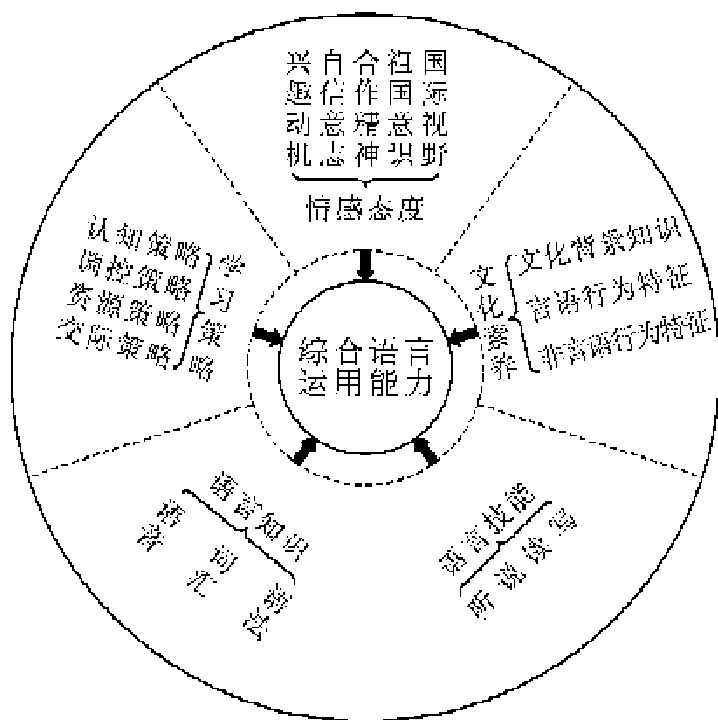 兴趣动机
自信意志
合作精神
祖国意识
国际视野
情感态度
学习策略
认知策略
调控策略
资源策略
交际策略
文化素养
文化背景知识
言语行为特征
非言语行为特征
综合语言
运用能力
语言知识
语音
词汇
语法
语言技能
听说读写